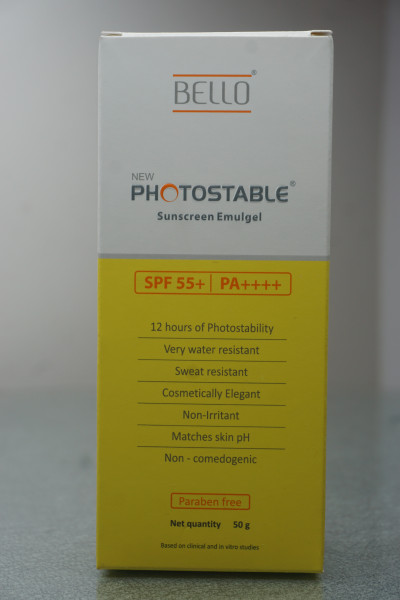 BELLO®
NEW
PHOTOSTABLE®
Sunscreen Emulgel
SPF 55+ | PA++++
12 hours of Photostability
Very water resistant
Sweat resistant
Cosmetically Elegant
Non-Irritant
Matches skin pH
Non - comedogenic
Paraben free
Net quantity 50 g
Based on clinical and in vitro studies